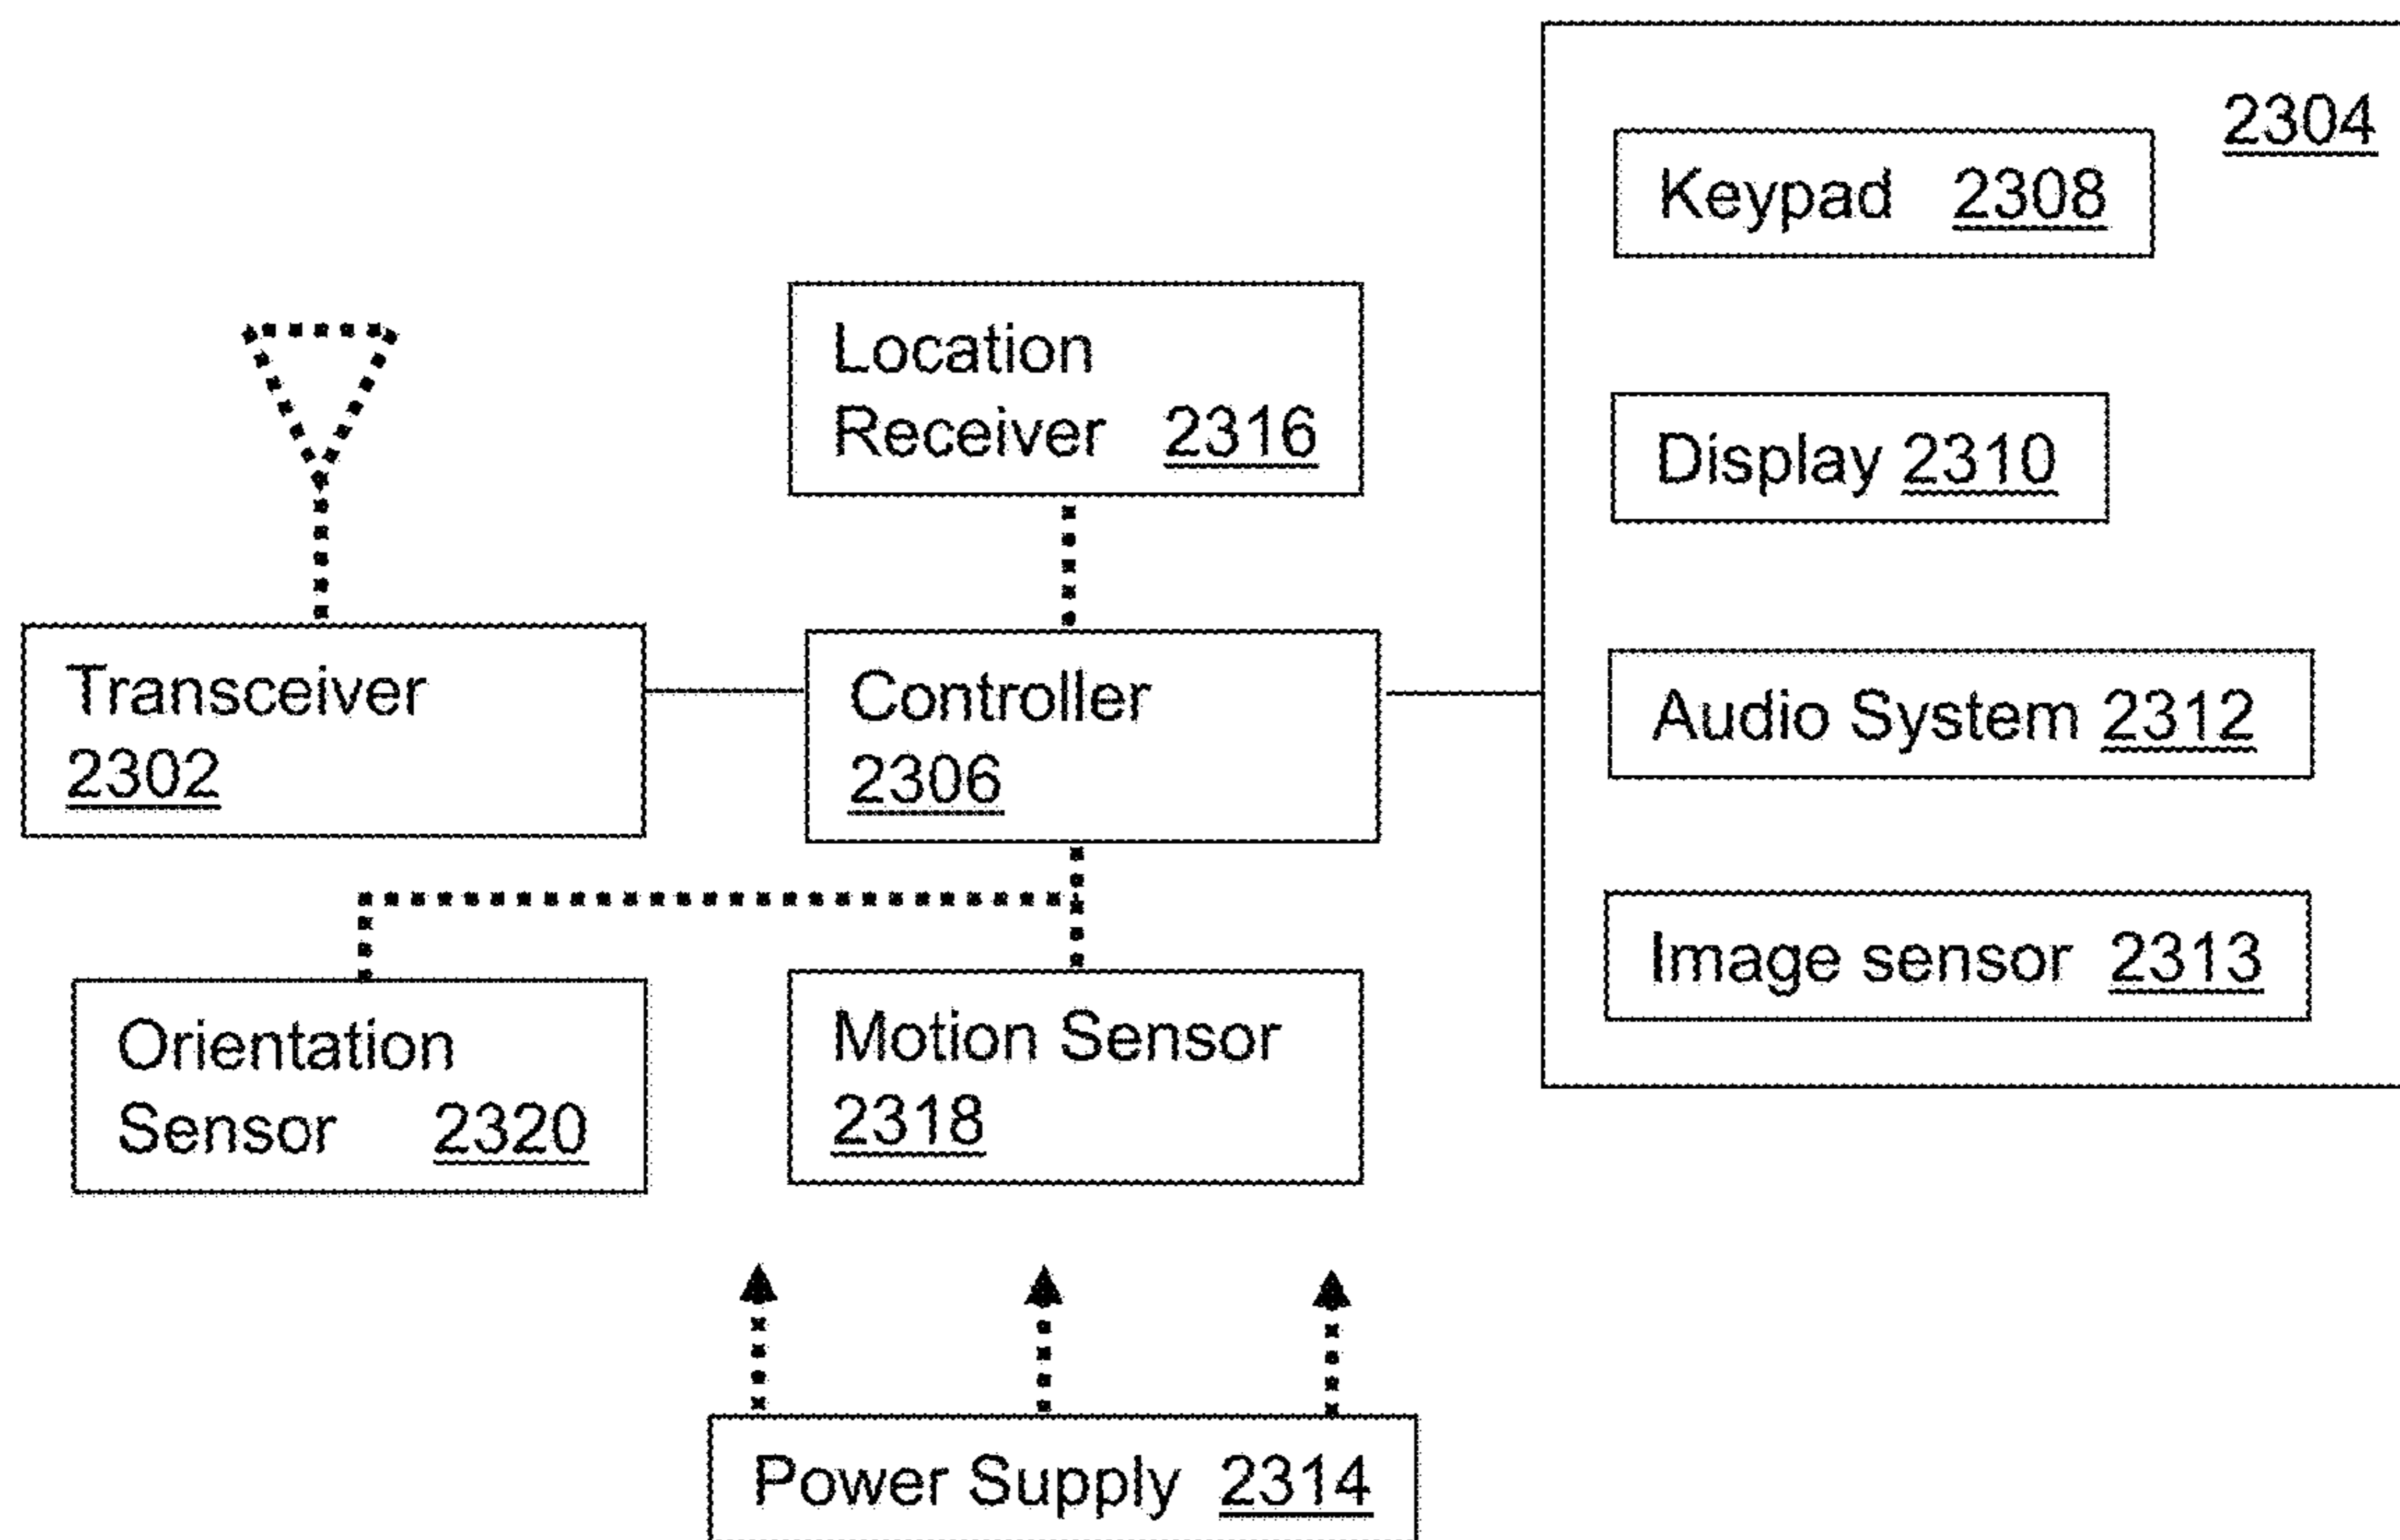 2304
Keypad 2308
Location
Receiver 2316
Display 2310
Transceiver
2302
Controller
2306
Audio System 2312
Image sensor 2313
Orientation
Sensor 2320
Motion Sensor
2318
Power Supply 2314